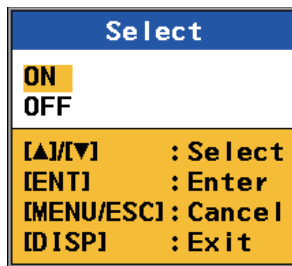 Select
ON
OFF
[▲]/[▼] :Select
[ENT] :Enter
[MENU/ESC]:Cancel
[DISP] :Exit